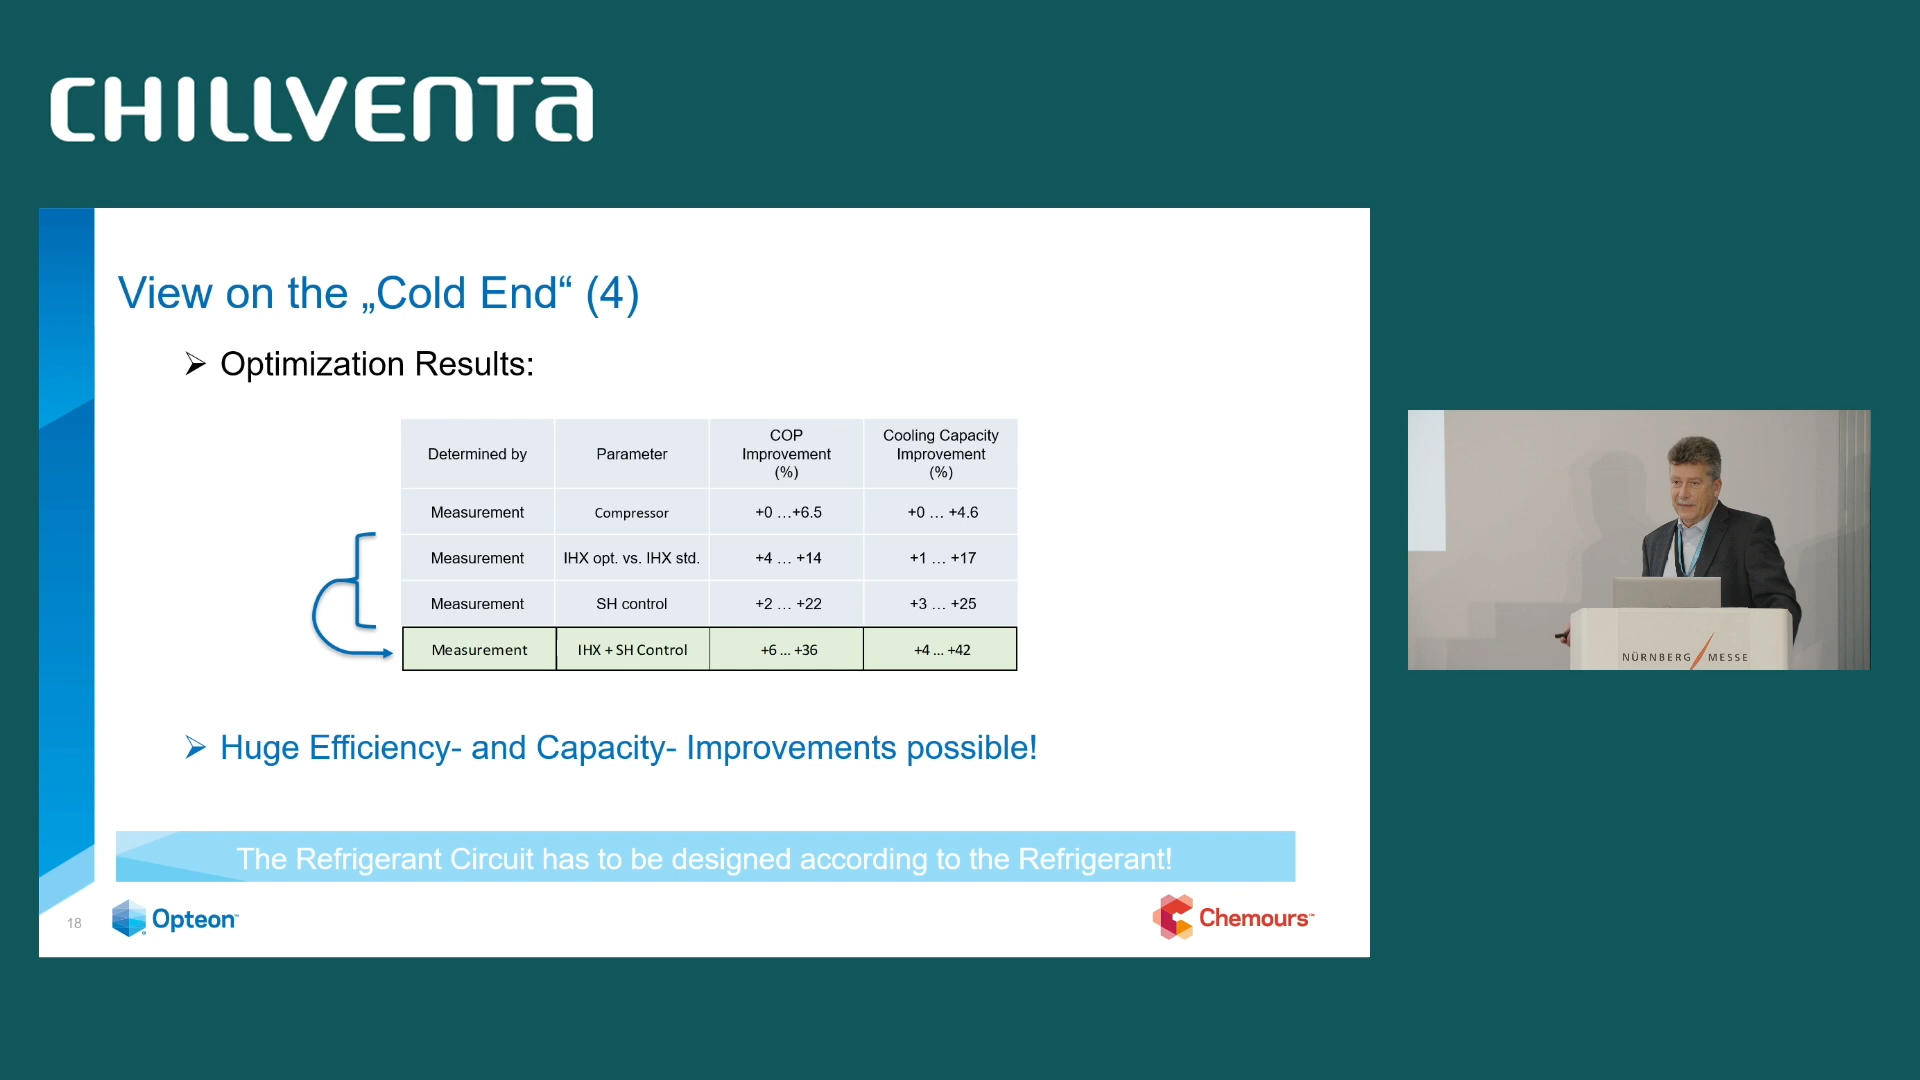 CHILLVENTA
View on the „Cold End“ (4)
➢ Optimization Results:
Determined by Parameter COP Improvement (%) Cooling Capacity Improvement (%)
Measurement Compressor +0 …+6.5 +0 … +4.6
Measurement IHX opt. vs. IHX std. +4 … +14 +1 … +17
Measurement SH control +2 … +22 +3 … +25
Measurement IHX + SH Control +6 ... +36 +4 ... +42
➢ Huge Efficiency- and Capacity- Improvements possible!
The Refrigerant Circuit has to be designed according to the Refrigerant!
18
Opteon™
Chemours™
NÜRNBERG MESSE